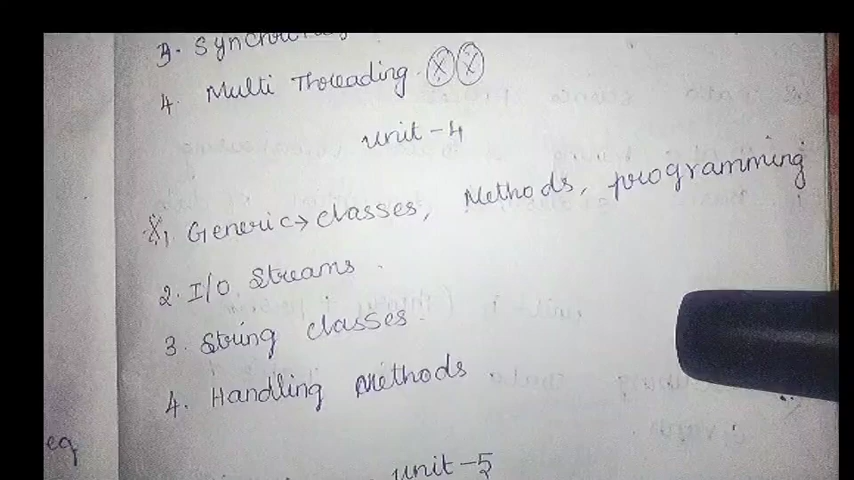 4. Multi Threading
unit-4
1. Generic → classes, Methods, programming
2. I/O Streams
3. String classes
4. Handling Methods
eq
unit-5